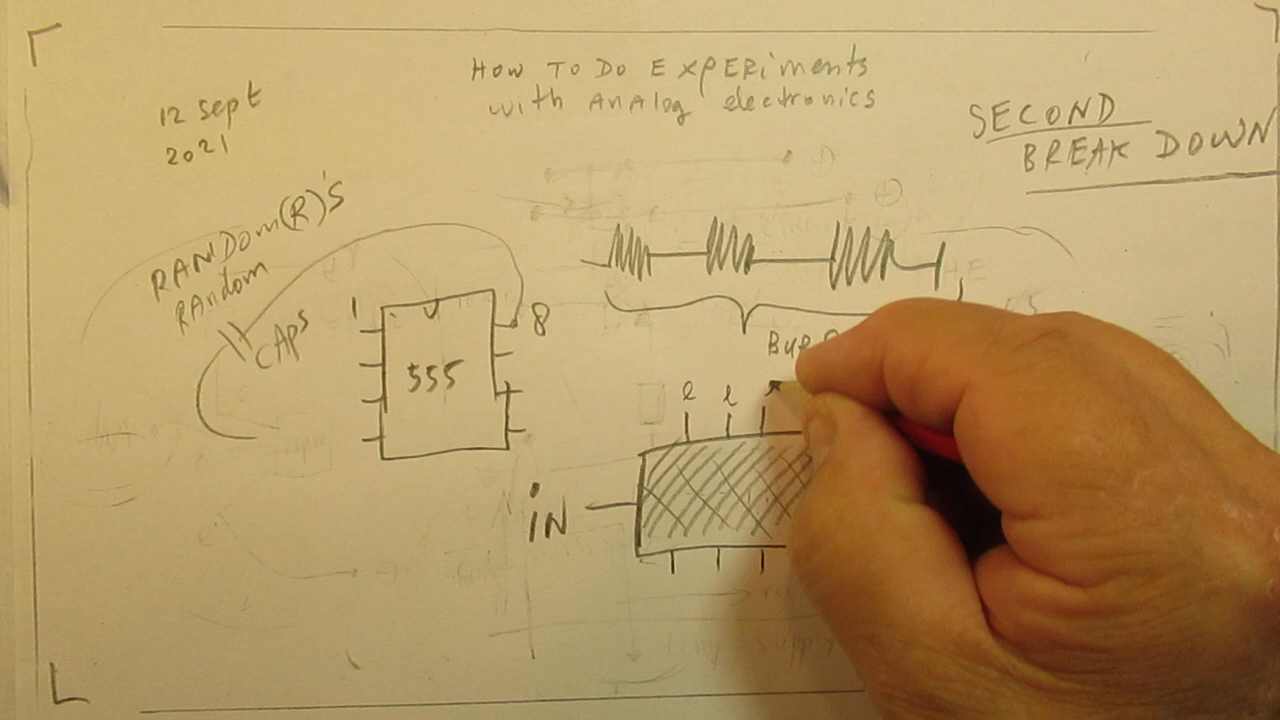 HOW TO DO EXPERiments
with ANAlog electronics
12 sept
2021
SECOND
BREAK DOWN
RANDOM(R)'S
RANdom
CAPS
1
8
555
iN